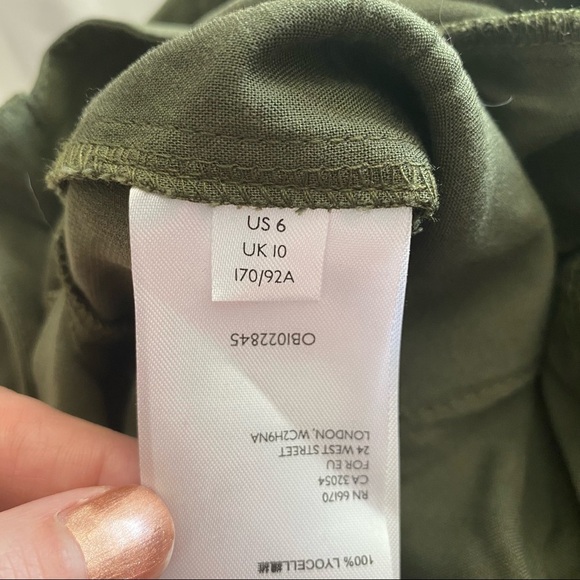 US 6
UK 10
170/92A
100% LYOCELL
RN 66170
CA 32054
FOR EU
24 WEST STREET
LONDON, WC2H9NA
OBI022845